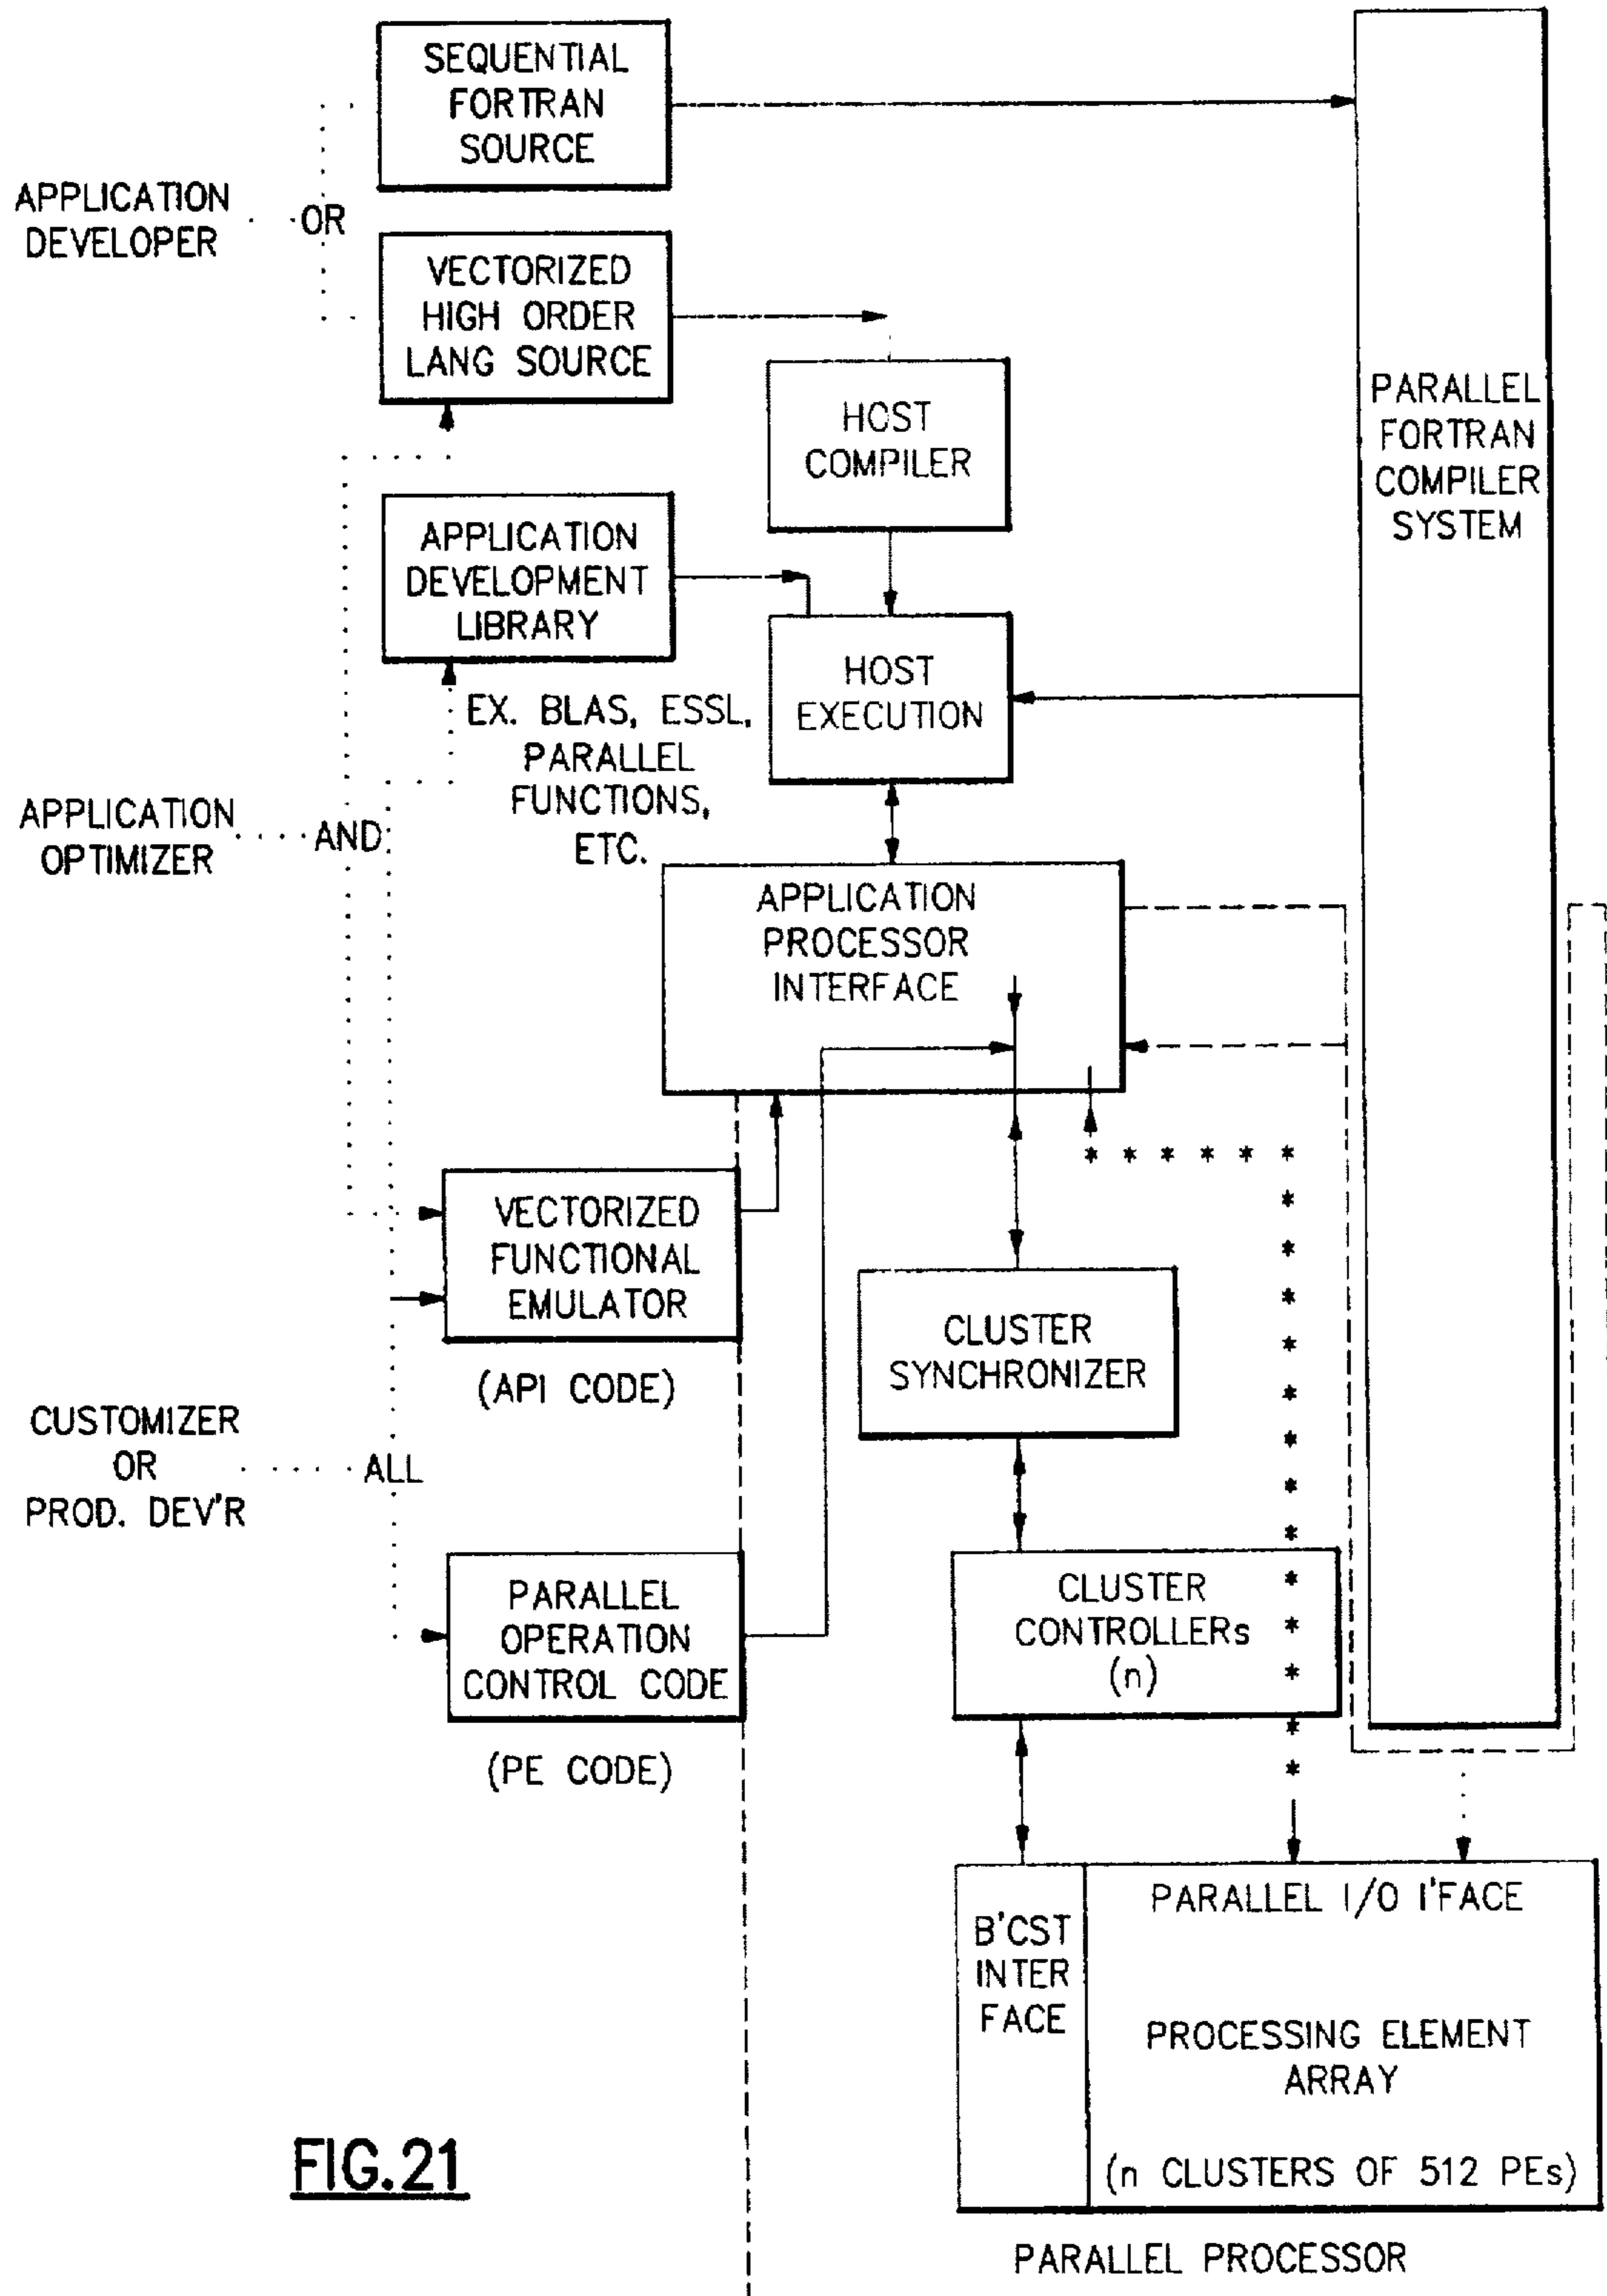 SEQUENTIAL
FORTRAN
SOURCE
APPLICATION
DEVELOPER
OR
VECTORIZED
HIGH ORDER
LANG SOURCE
HOST
COMPILER
PARALLEL
FORTRAN
COMPILER
SYSTEM
APPLICATION
DEVELOPMENT
LIBRARY
HOST
EXECUTION
EX. BLAS, ESSL,
PARALLEL
FUNCTIONS,
ETC.
APPLICATION
OPTIMIZER
AND
APPLICATION
PROCESSOR
INTERFACE
VECTORIZED
FUNCTIONAL
EMULATOR
(API CODE)
CLUSTER
SYNCHRONIZER
CUSTOMIZER
OR
PROD. DEV'R
ALL
PARALLEL
OPERATION
CONTROL CODE
(PE CODE)
CLUSTER
CONTROLLERs
(n)
B'CST
INTER
FACE
PARALLEL I/O I'FACE
PROCESSING ELEMENT
ARRAY
(n CLUSTERS OF 512 PEs)
PARALLEL PROCESSOR
FIG.21